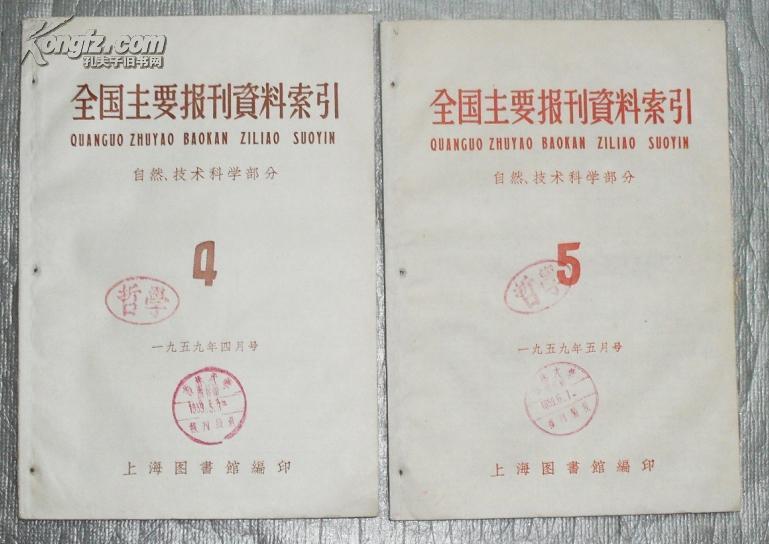 Kongfz.com
孔夫子旧书网
全国主要报刊資料索引
QUANGUO ZHUYAO BAOKAN ZILIAO SUOYIN
自然、技术科学部分
4
哲學
一九五九年四月号
上海图書館編印
全国主要报刊資料索引
QUANGUO ZHUYAO BAOKAN ZILIAO SUOYIN
自然、技术科学部分
5
哲學
一九五九年五月号
上海图書館編印